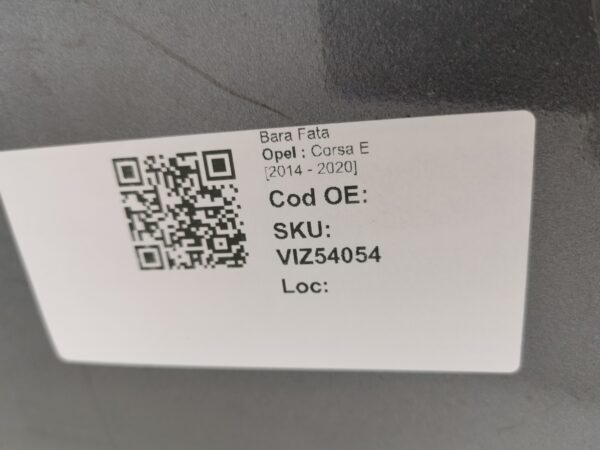 Bara Fata
Opel : Corsa E
[2014 - 2020]
Cod OE:
SKU:
VIZ54054
Loc: